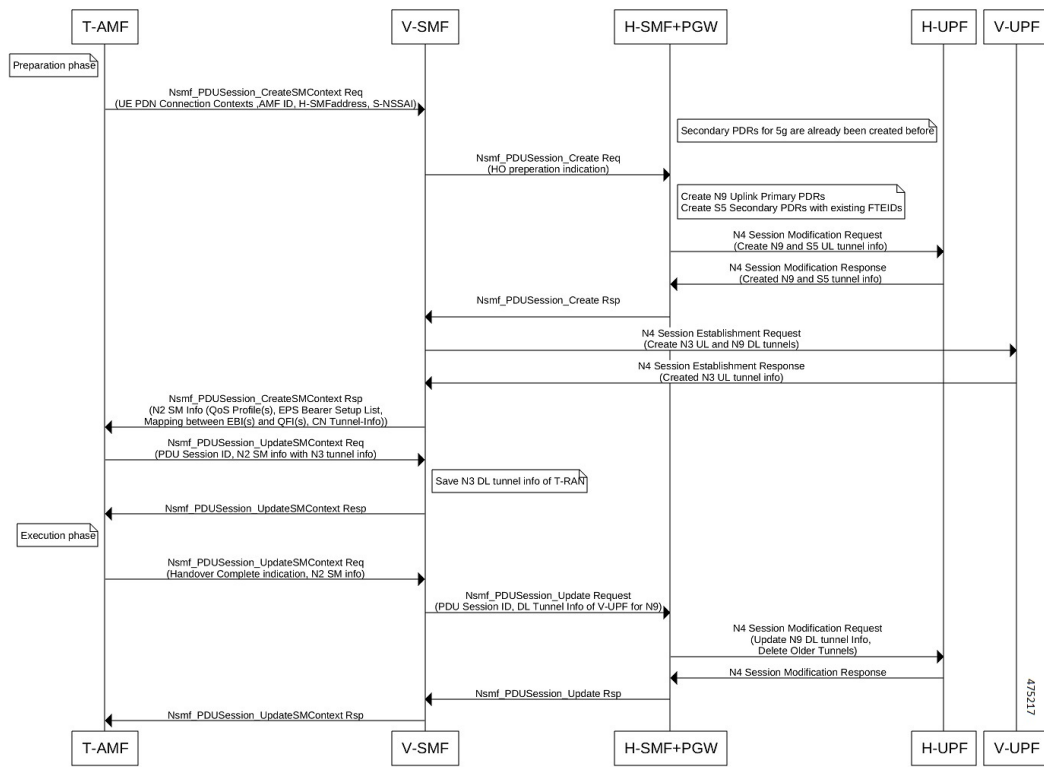 T-AMF
V-SMF
H-SMF+PGW
H-UPF
V-UPF
Preparation phase
Nsmf_PDUSession_CreateSMContext Req
(UE PDN Connection Contexts ,AMF ID, H-SMFaddress, S-NSSAI)
Secondary PDRs for 5g are already been created before
Nsmf_PDUSession_Create Req
(HO preperation indication)
Create N9 Uplink Primary PDRs
Create S5 Secondary PDRs with existing FTEIDs
N4 Session Modification Request
(Create N9 and S5 UL tunnel info)
N4 Session Modification Response
(Created N9 and S5 tunnel info)
Nsmf_PDUSession_Create Rsp
N4 Session Establishment Request
(Create N3 UL and N9 DL tunnels)
N4 Session Establishment Response
(Created N3 UL tunnel info)
Nsmf_PDUSession_CreateSMContext Rsp
(N2 SM Info (QoS Profile(s), EPS Bearer Setup List,
Mapping between EBI(s) and QFI(s), CN Tunnel-Info))
Nsmf_PDUSession_UpdateSMContext Req
(PDU Session ID, N2 SM info with N3 tunnel info)
Save N3 DL tunnel info of T-RAN
Nsmf_PDUSession_UpdateSMContext Resp
Execution phase
Nsmf_PDUSession_UpdateSMContext Req
(Handover Complete indication, N2 SM info)
Nsmf_PDUSession_Update Request
(PDU Session ID, DL Tunnel Info of V-UPF for N9)
N4 Session Modification Request
(Update N9 DL tunnel Info,
Delete Older Tunnels)
N4 Session Modification Response
Nsmf_PDUSession_Update Rsp
Nsmf_PDUSession_UpdateSMContext Rsp
475217
T-AMF
V-SMF
H-SMF+PGW
H-UPF
V-UPF